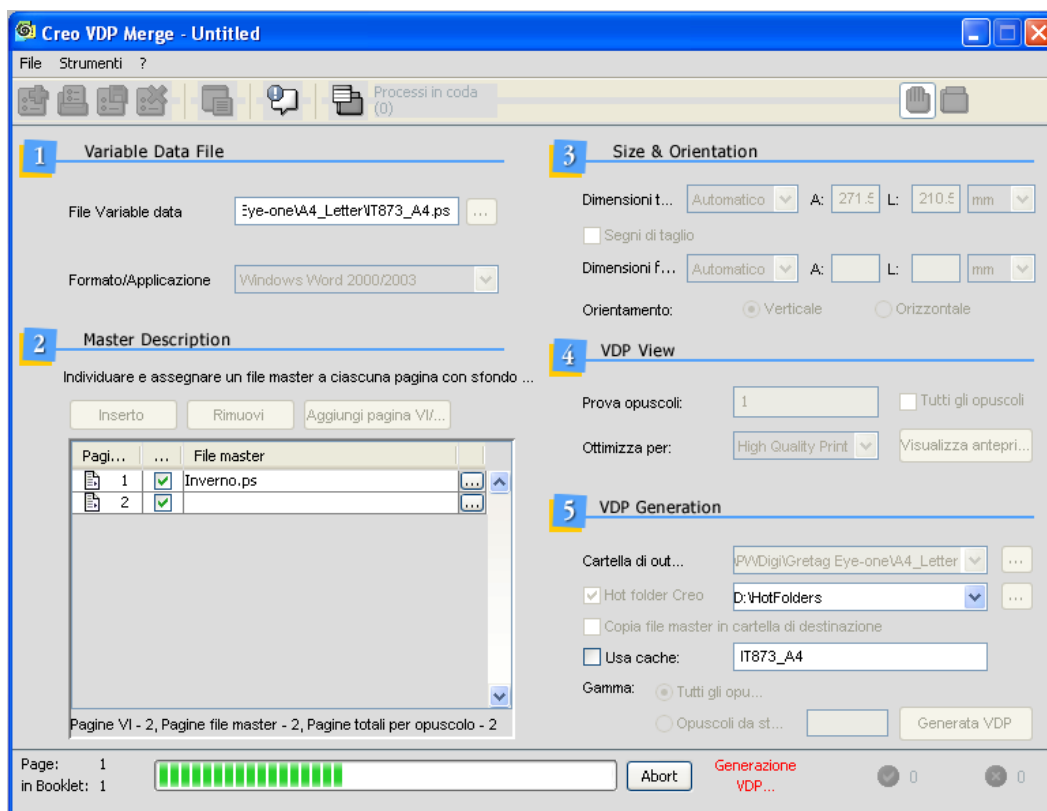 Creo VDP Merge - Untitled
File Strumenti ?
Processi in coda
(0)
1 Variable Data File
File Variable data Eye-one\A4_Letter\IT873_A4.ps ...
Formato/Applicazione Windows Word 2000/2003
2 Master Description
Individuare e assegnare un file master a ciascuna pagina con sfondo ...
Inserto Rimuovi Aggiungi pagina VI/...
Pagi... ... File master
1 Inverno.ps ...
2 ...
Pagine VI - 2, Pagine file master - 2, Pagine totali per opuscolo - 2
3 Size & Orientation
Dimensioni t... Automatico A: 271.5 L: 210.5 mm
Segni di taglio
Dimensioni f... Automatico A: L: mm
Orientamento: Verticale Orizzontale
4 VDP View
Prova opuscoli: 1 Tutti gli opuscoli
Ottimizza per: High Quality Print Visualizza antepri...
5 VDP Generation
Cartella di out... \PWDigi\Gretag Eye-one\A4_Letter ...
Hot folder Creo D:\HotFolders ...
Copia file master in cartella di destinazione
Usa cache: IT873_A4
Gamma: Tutti gli opu...
Opuscoli da st... Generata VDP
Page: 1
in Booklet: 1
Abort
Generazione
VDP...
0 0